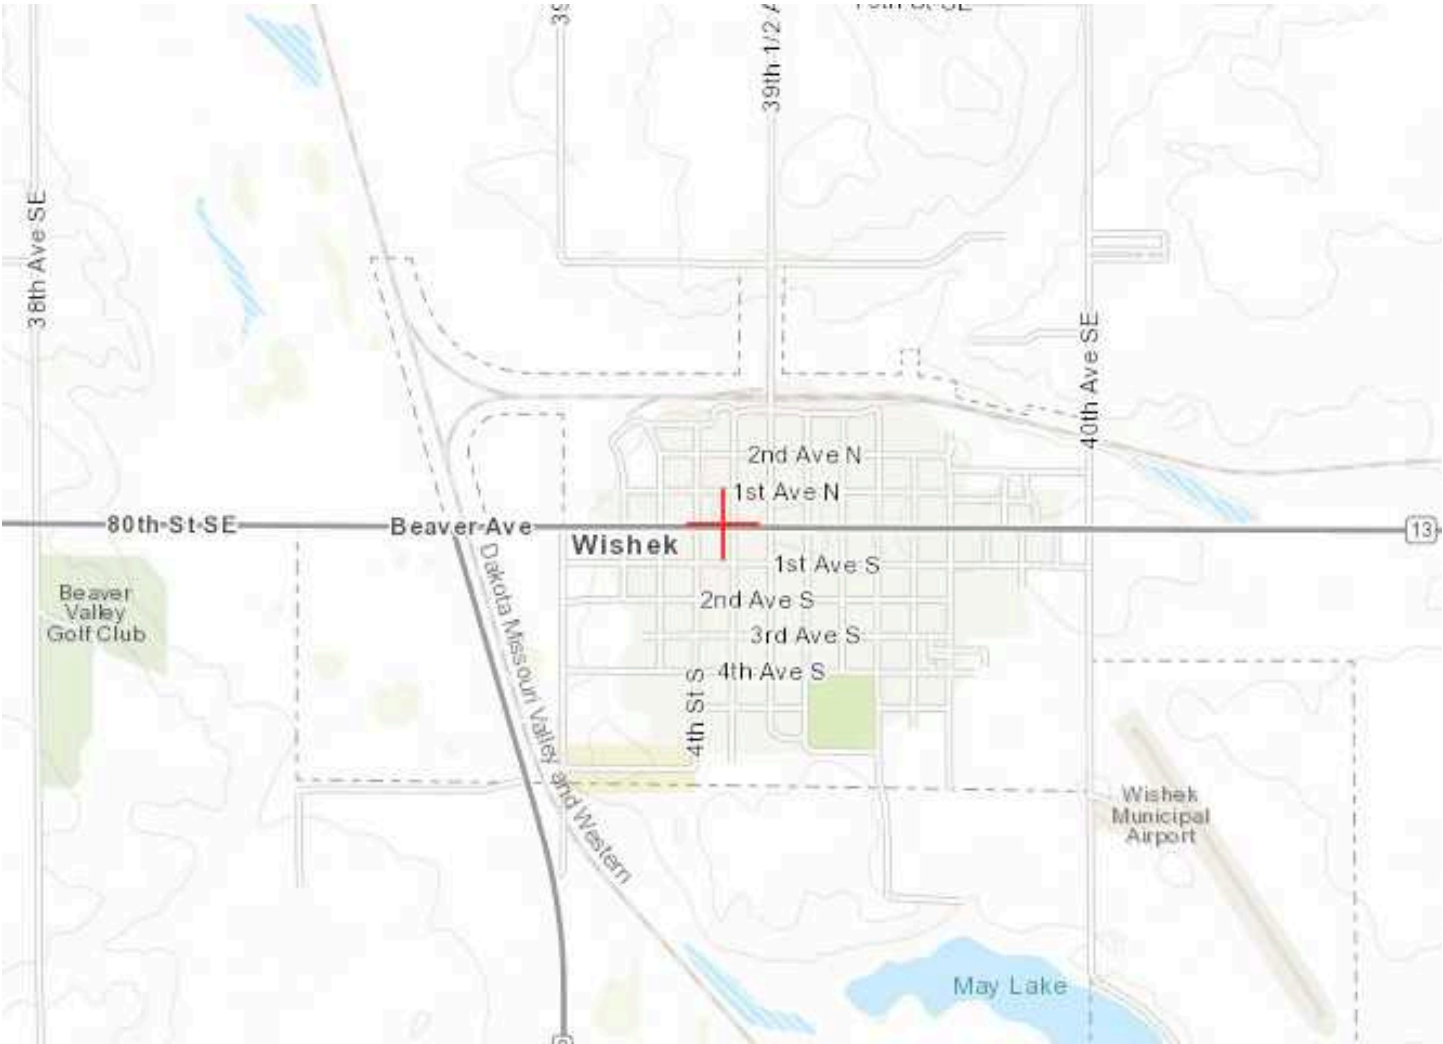 38th Ave SE
39th 1/2
40th Ave SE
2nd Ave N
1st Ave N
80th St SE
Beaver Ave
13
Wishek
1st Ave S
2nd Ave S
3rd Ave S
4th Ave S
4th St S
Beaver
Valley
Golf Club
Dakota Missouri Valley and Western
Wishek
Municipal
Airport
May Lake